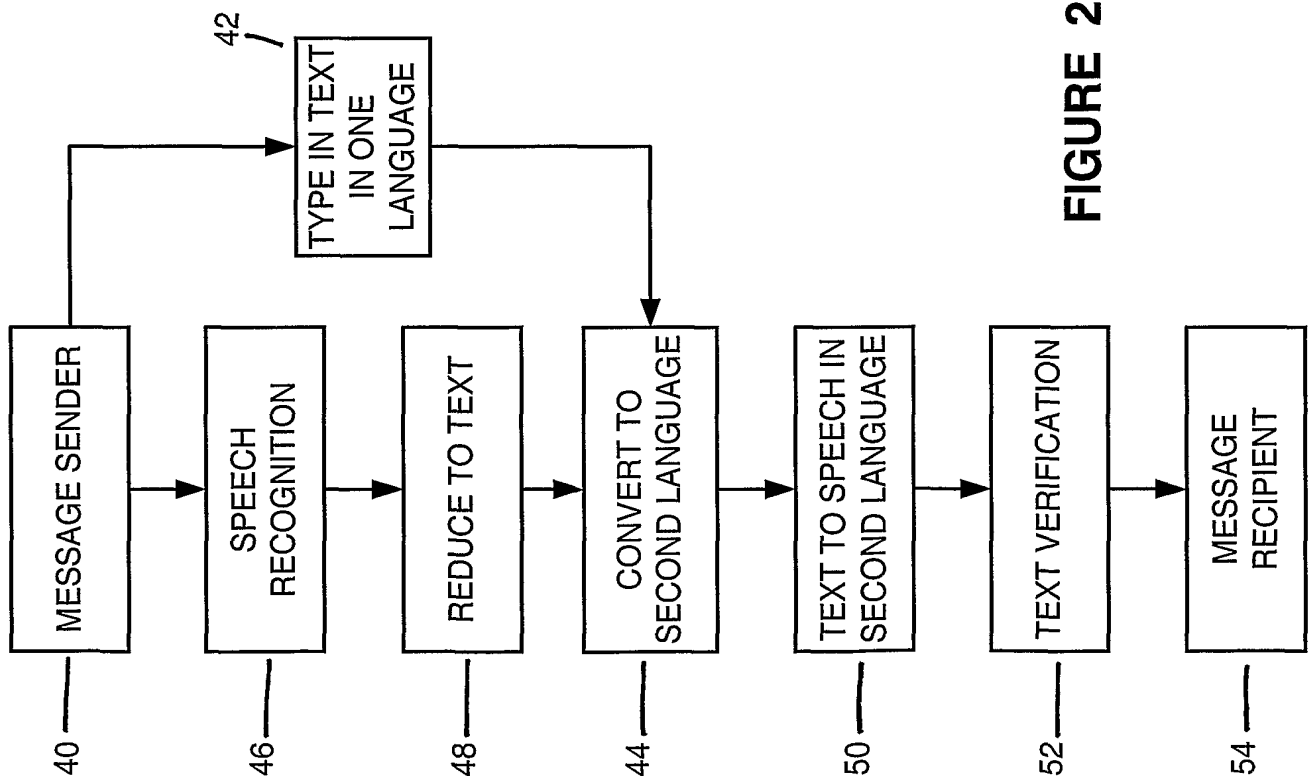 40
MESSAGE SENDER
42
TYPE IN TEXT
IN ONE
LANGUAGE
46
SPEECH
RECOGNITION
48
REDUCE TO TEXT
44
CONVERT TO
SECOND LANGUAGE
50
TEXT TO SPEECH IN
SECOND LANGUAGE
52
TEXT VERIFICATION
54
MESSAGE
RECIPIENT
FIGURE 2